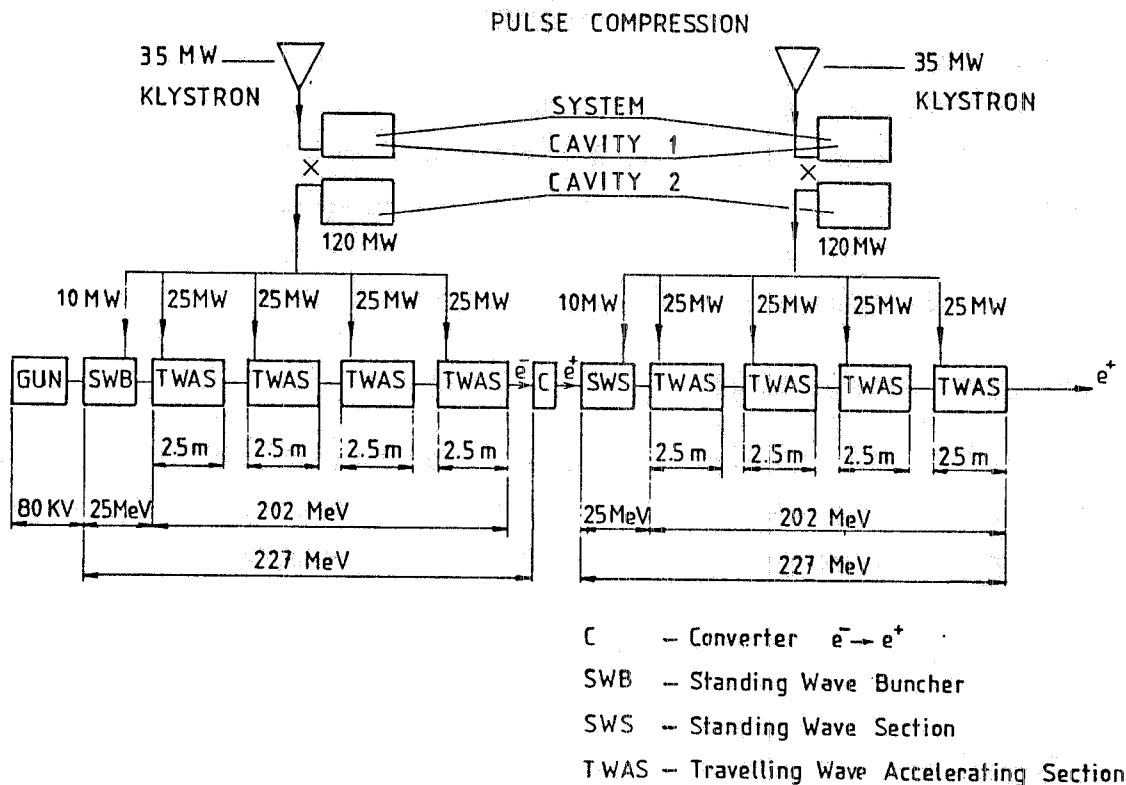 PULSE COMPRESSION
35 MW
KLYSTRON
35 MW
KLYSTRON
SYSTEM
CAVITY 1
CAVITY 2
120 MW
120 MW
10 MW 25MW 25MW 25MW 25MW 10MW 25MW 25MW 25MW 25MW
GUN SWB TWAS TWAS TWAS TWAS e⁻ C e⁺ SWS TWAS TWAS TWAS TWAS e⁺
2.5 m 2.5 m 2.5 m 2.5 m 2.5 m 2.5 m 2.5 m 2.5 m
80 KV 25MeV 202 MeV 25MeV 202 MeV
227 MeV 227 MeV
C – Converter e⁻ → e⁺
SWB – Standing Wave Buncher
SWS – Standing Wave Section
TWAS – Travelling Wave Accelerating Section